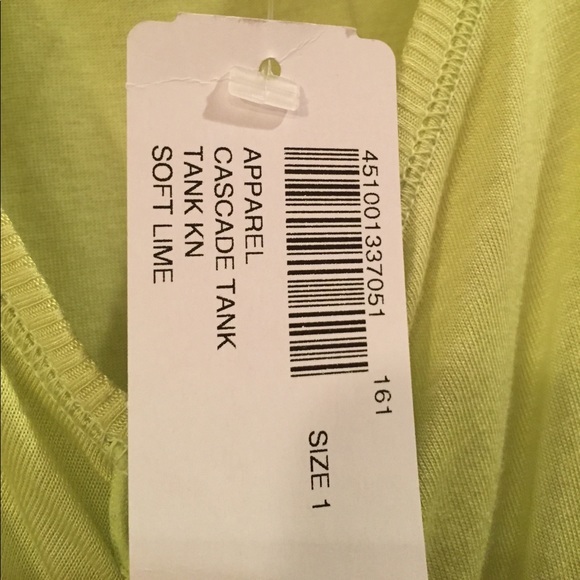 451001337051
161
SIZE 1
APPAREL
CASCADE TANK
TANK KN
SOFT LIME